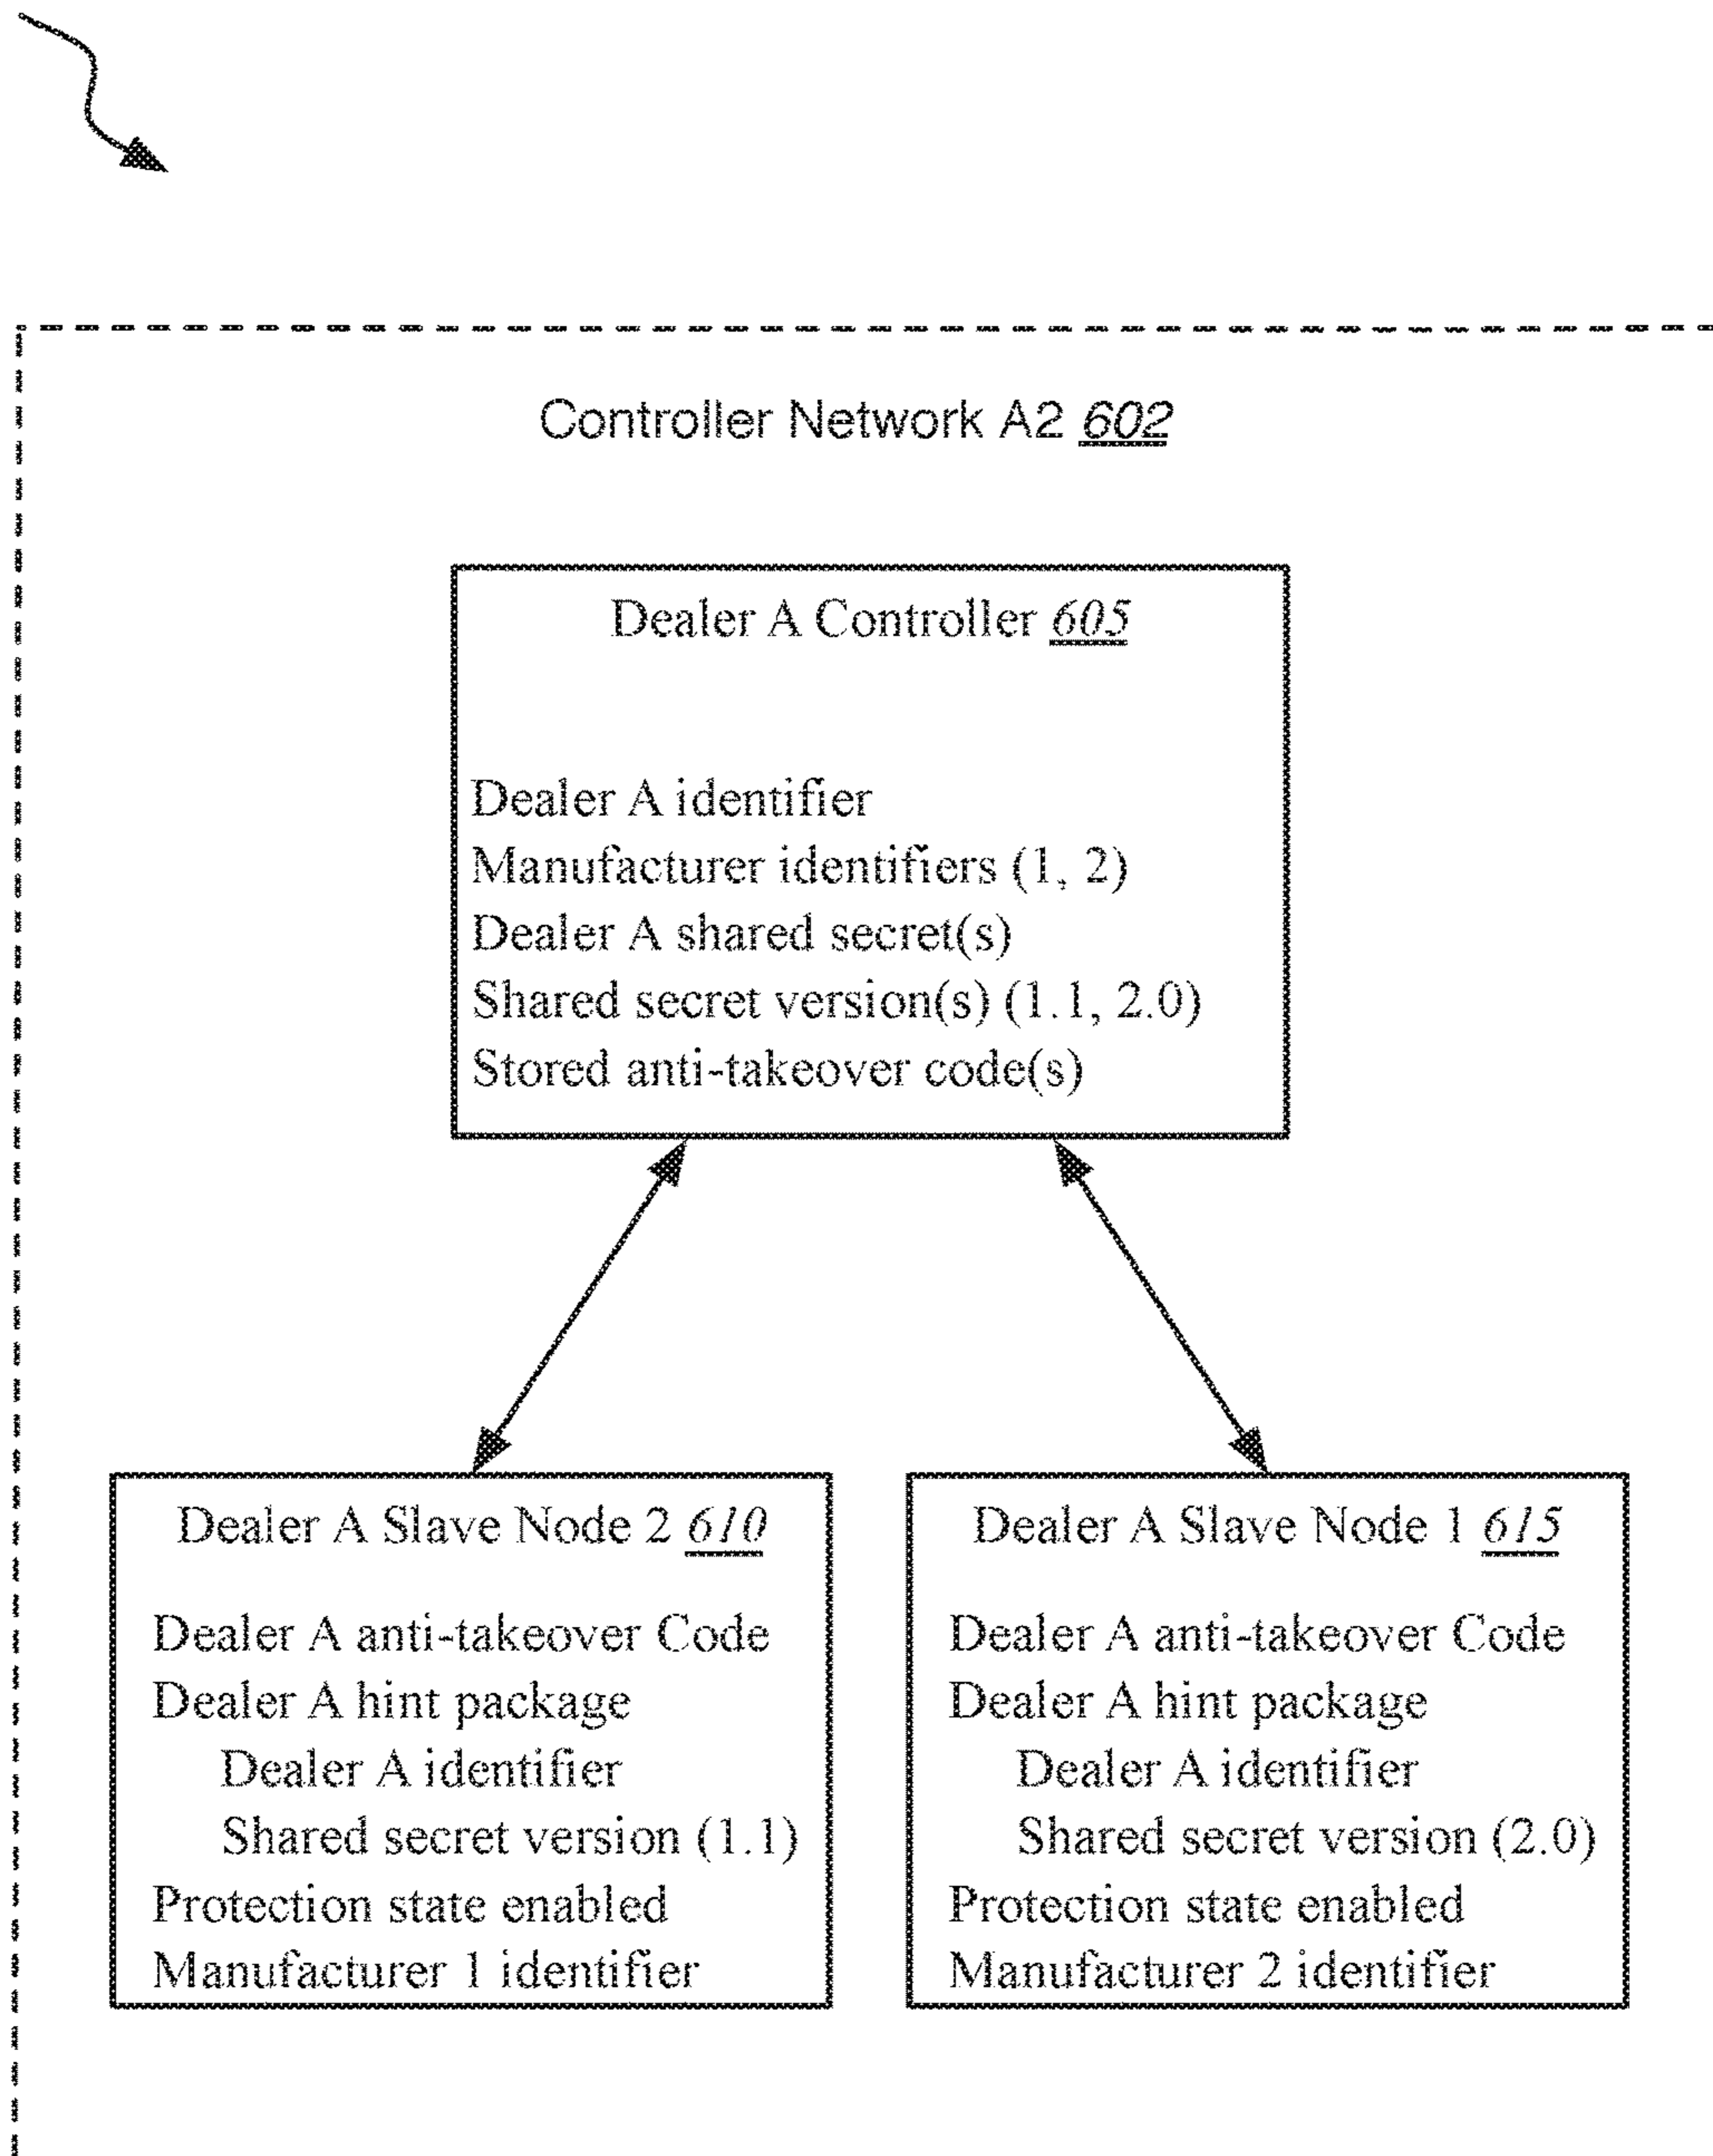 Controller Network A2 602
Dealer A Controller 605
Dealer A identifier
Manufacturer identifiers (1, 2)
Dealer A shared secret(s)
Shared secret version(s) (1.1, 2.0)
Stored anti-takeover code(s)
Dealer A Slave Node 2 610
Dealer A anti-takeover Code
Dealer A hint package
Dealer A identifier
Shared secret version (1.1)
Protection state enabled
Manufacturer 1 identifier
Dealer A Slave Node 1 615
Dealer A anti-takeover Code
Dealer A hint package
Dealer A identifier
Shared secret version (2.0)
Protection state enabled
Manufacturer 2 identifier